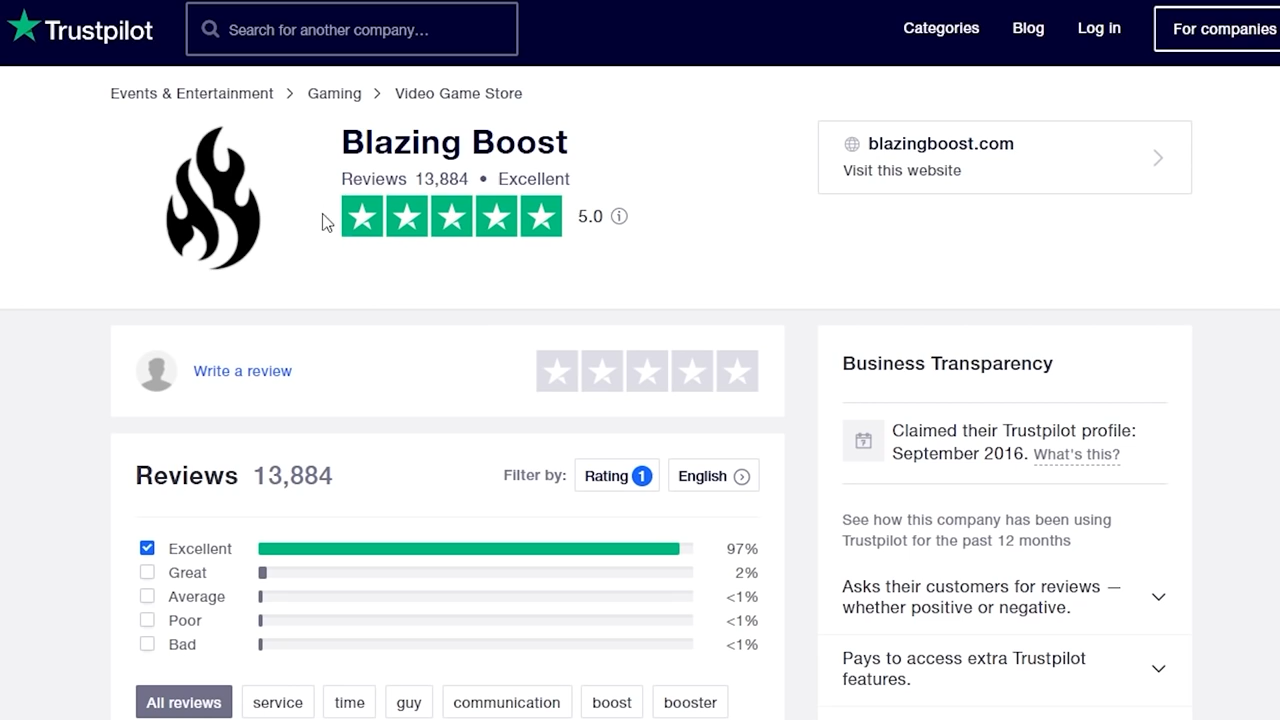 Trustpilot
Search for another company...
Categories
Blog
Log in
For companies
Events & Entertainment > Gaming > Video Game Store
Blazing Boost
Reviews 13,884 • Excellent
5.0
blazingboost.com
Visit this website
Write a review
Business Transparency
Claimed their Trustpilot profile:
September 2016. What's this?
See how this company has been using
Trustpilot for the past 12 months
Asks their customers for reviews —
whether positive or negative.
Pays to access extra Trustpilot
features.
Reviews 13,884
Filter by:
Rating 1
English
Excellent 97%
Great 2%
Average <1%
Poor <1%
Bad <1%
All reviews
service
time
guy
communication
boost
booster